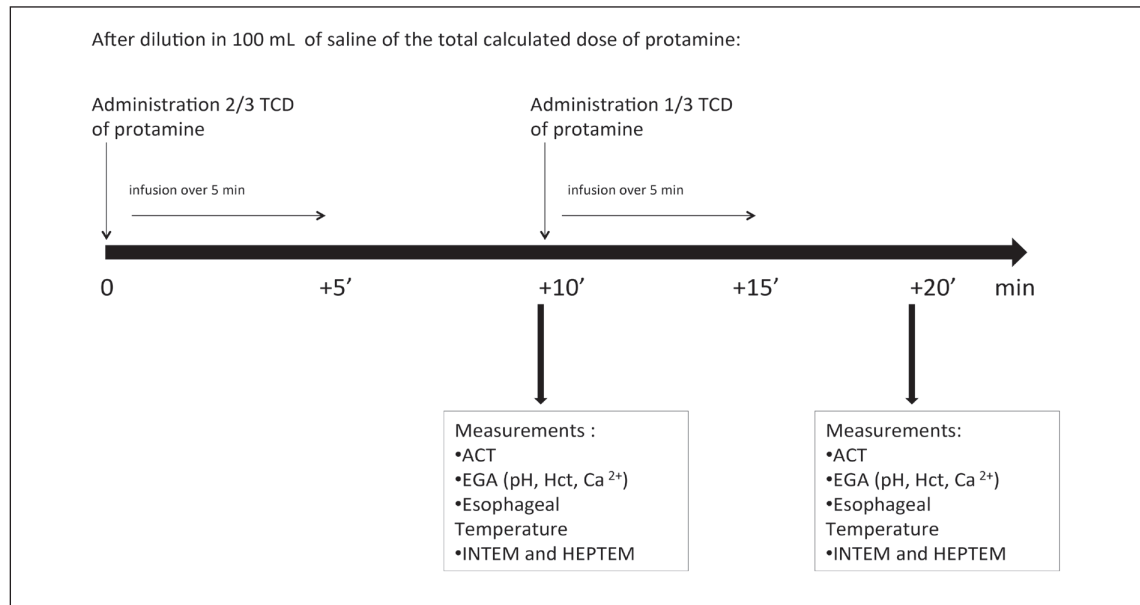 After dilution in 100 mL of saline of the total calculated dose of protamine:
Administration 2/3 TCD
of protamine
Administration 1/3 TCD
of protamine
infusion over 5 min
infusion over 5 min
0
+5’
+10’
+15’
+20’
min
Measurements :
•ACT
•EGA (pH, Hct, Ca 2+)
•Esophageal
Temperature
•INTEM and HEPTEM
Measurements:
•ACT
•EGA (pH, Hct, Ca 2+)
•Esophageal
Temperature
•INTEM and HEPTEM